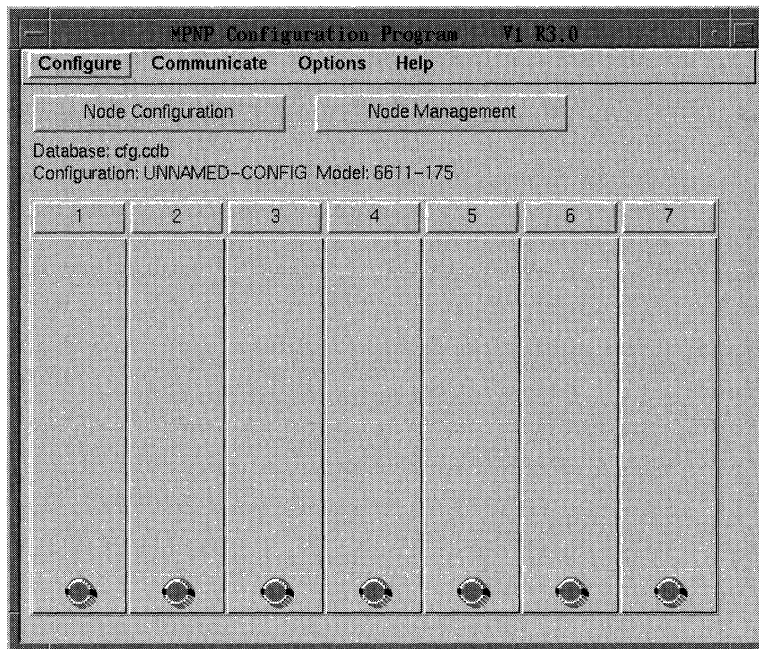 MPNP Configuration Program V1 R3.0
Configure Communicate Options Help
Node Configuration Node Management
Database: cfg.cdb
Configuration: UNNAMED-CONFIG Model: 6611-175
1 2 3 4 5 6 7